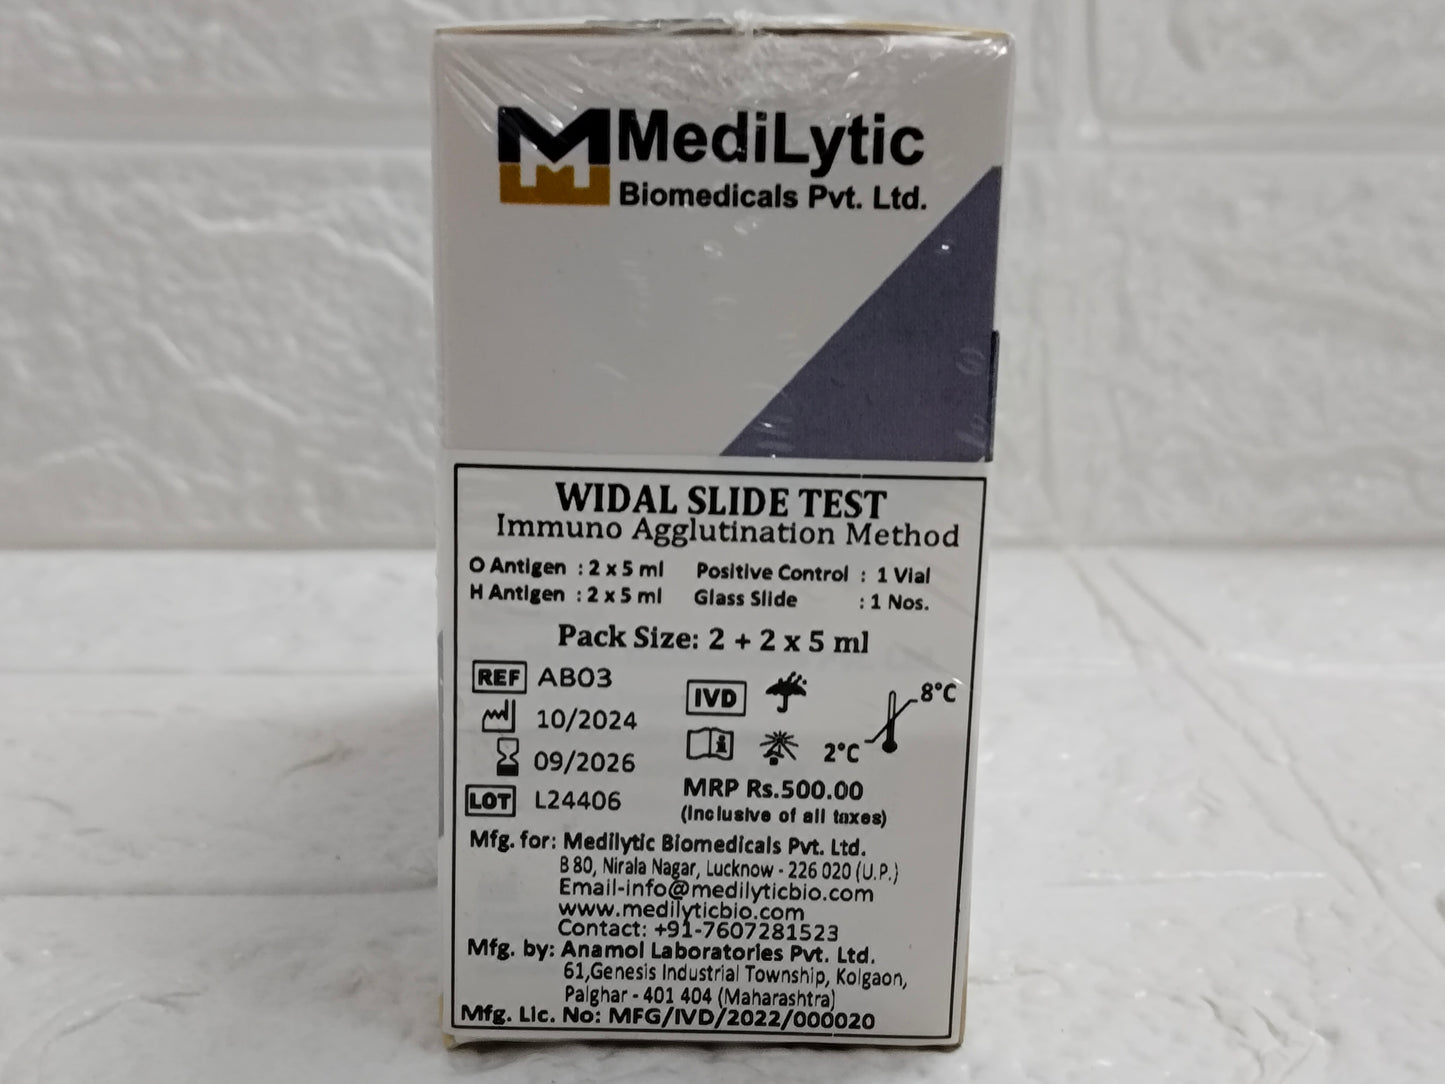 MediLytic
Biomedicals Pvt. Ltd.
WIDAL SLIDE TEST
Immuno Agglutination Method
O Antigen : 2 x 5 ml Positive Control : 1 Vial
H Antigen : 2 x 5 ml Glass Slide : 1 Nos.
Pack Size: 2 + 2 x 5 ml
REF AB03
10/2024
09/2026
LOT L24406
IVD
8°C
2°C
MRP Rs.500.00
(Inclusive of all taxes)
Mfg. for: Medilytic Biomedicals Pvt. Ltd.
B 80, Nirala Nagar, Lucknow - 226 020 (U.P.)
Email-info@medilyticbio.com
www.medilyticbio.com
Contact: +91-7607281523
Mfg. by: Anamol Laboratories Pvt. Ltd.
61,Genesis Industrial Township, Kolgaon,
Palghar - 401 404 (Maharashtra)
Mfg. Lic. No: MFG/IVD/2022/000020